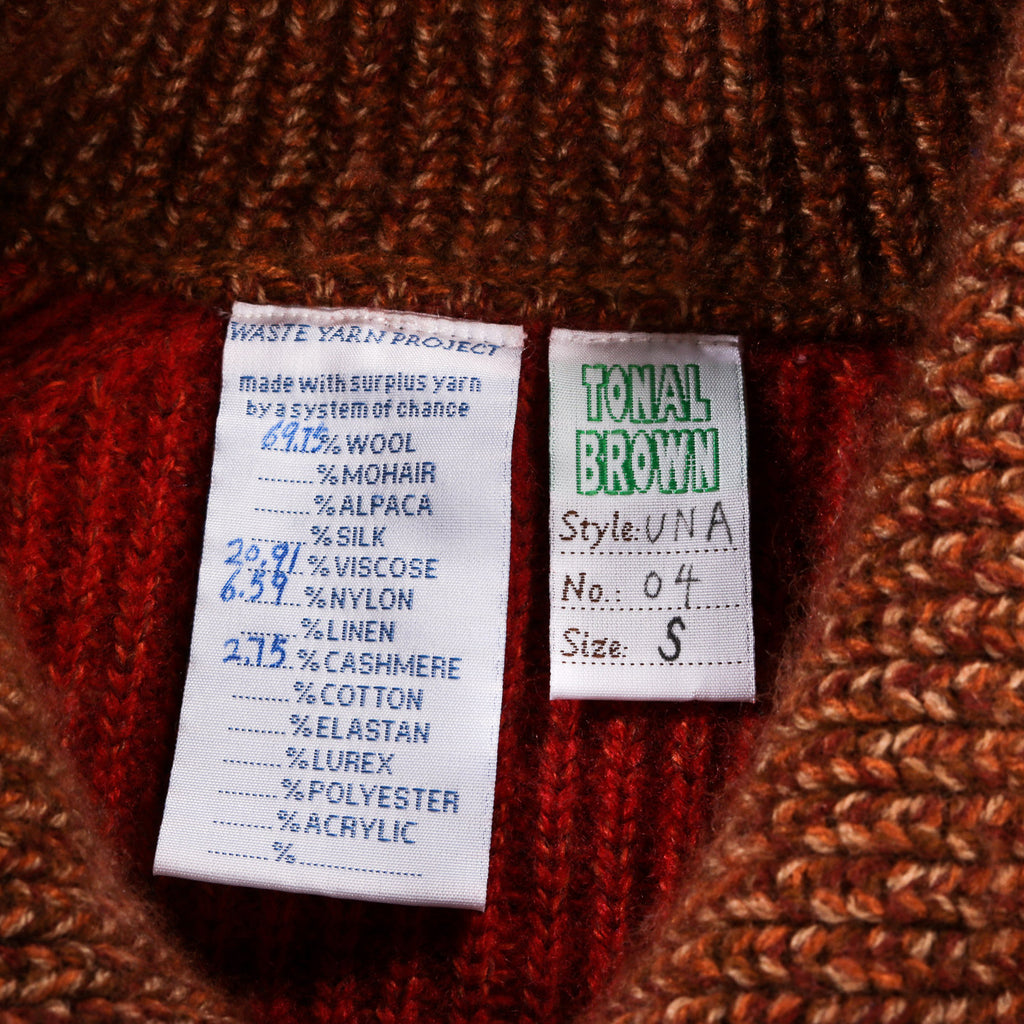 WASTE YARN PROJECT
made with surplus yarn
by a system of chance
69.75% WOOL
........% MOHAIR
........% ALPACA
........% SILK
20,91 % VISCOSE
6.59 % NYLON
........% LINEN
2,75 % CASHMERE
........% COTTON
........% ELASTAN
........% LUREX
........% POLYESTER
........% ACRYLIC
........%................
TONAL
BROWN
Style: UNA
No.: 04
Size: S